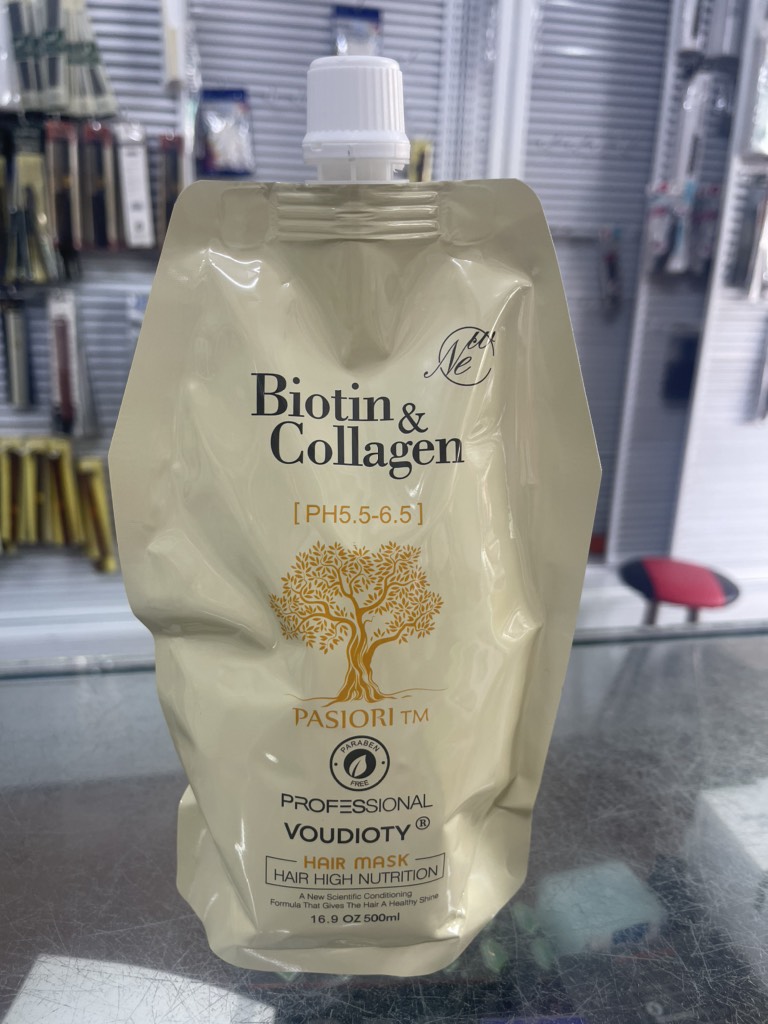 New
Biotin &
Collagen
[ PH5.5-6.5 ]
PASIORI TM
PARABEN
FREE
PROFESSIONAL
VOUDIOTY ®
HAIR MASK
HAIR HIGH NUTRITION
A New Scientific Conditioning
Formula That Gives The Hair A Healthy Shine
16.9 OZ 500ml